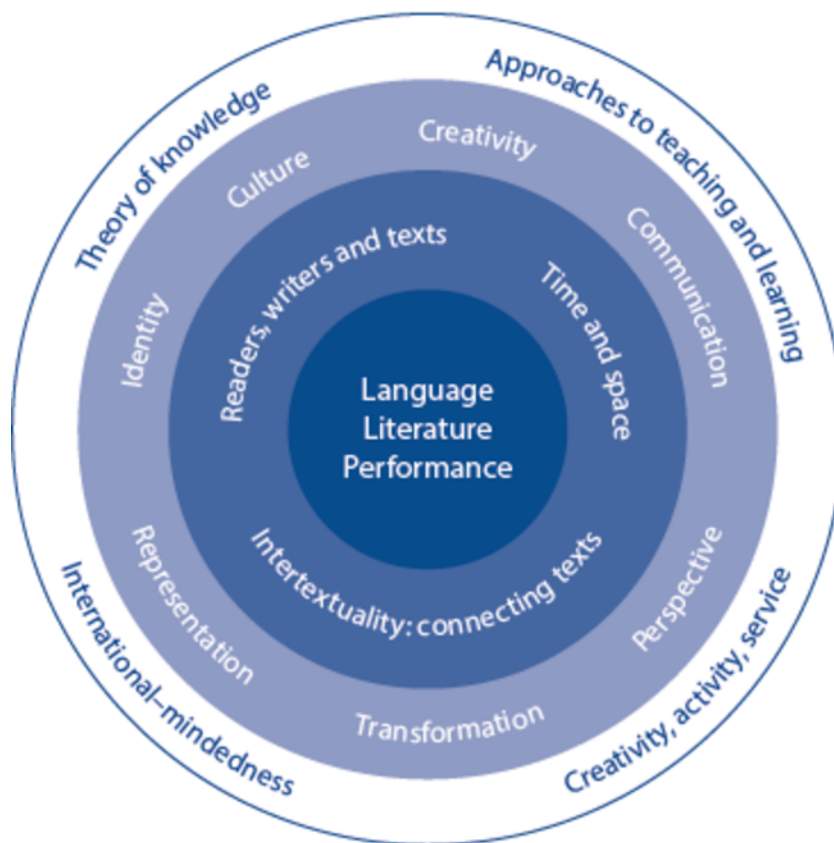 Theory of knowledge
Approaches to teaching and learning
Creativity, activity, service
International–mindedness
Identity
Culture
Creativity
Communication
Perspective
Transformation
Representation
Readers, writers and texts
Time and space
Intertextuality: connecting texts
Language
Literature
Performance